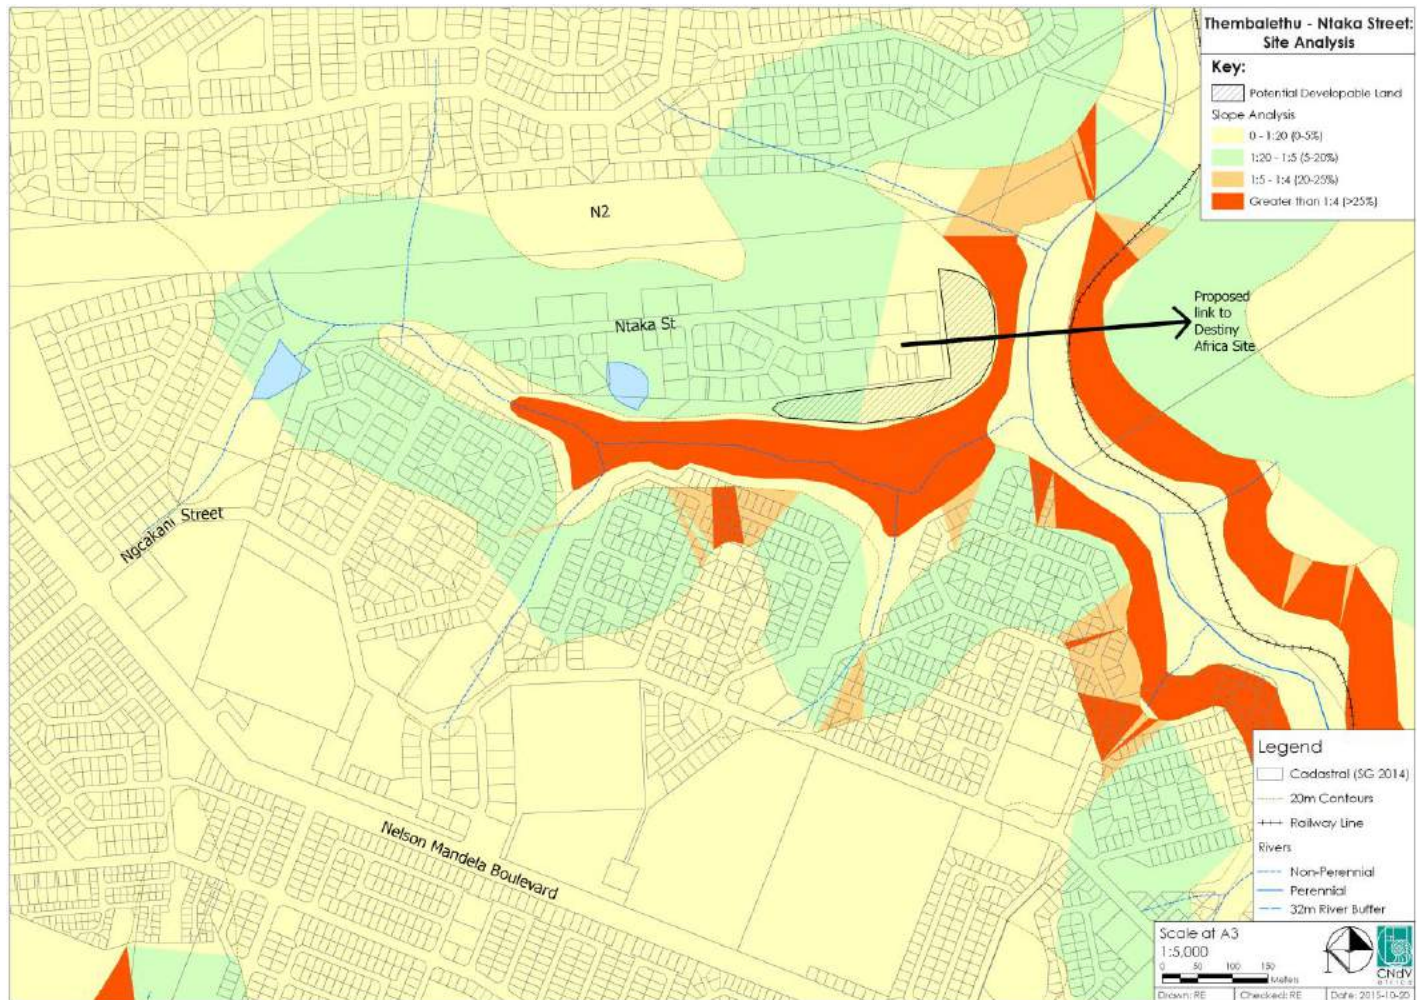 Thembalethu - Ntaka Street:
Site Analysis
Key:
Potential Developable Land
Slope Analysis
0 - 1:20 (0-5%)
1:20 - 1:5 (5-20%)
1:5 - 1:4 (20-25%)
Greater than 1:4 (>25%)
N2
Ntaka St
Proposed
link to
Destiny
Africa Site
Ngcakani Street
Nelson Mandela Boulevard
Legend
Cadastral (SG 2014)
20m Contours
Railway Line
Rivers
Non-Perennial
Perennial
32m River Buffer
Scale at A3
1:5,000
0 50 100 150
Meters
CNdV
Drawn: RE Checked: RE